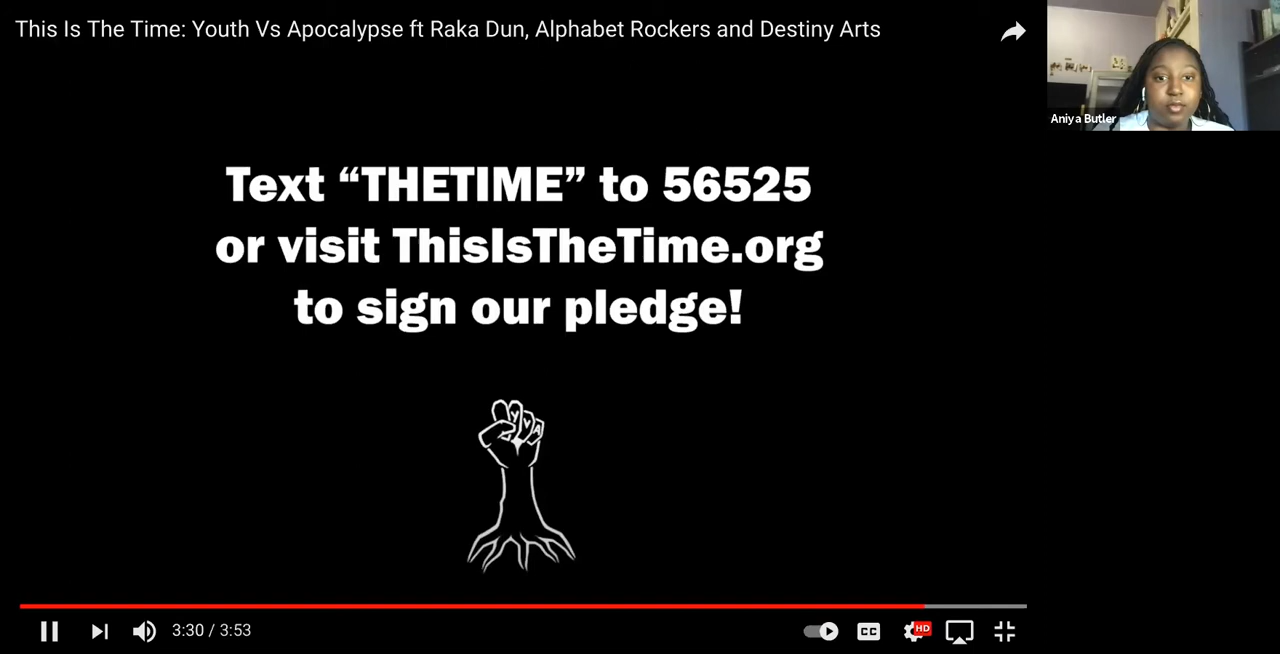 This Is The Time: Youth Vs Apocalypse ft Raka Dun, Alphabet Rockers and Destiny Arts
Aniya Butler
Text “THETIME” to 56525
or visit ThisIsTheTime.org
to sign our pledge!
Y V A
3:30 / 3:53
CC
HD